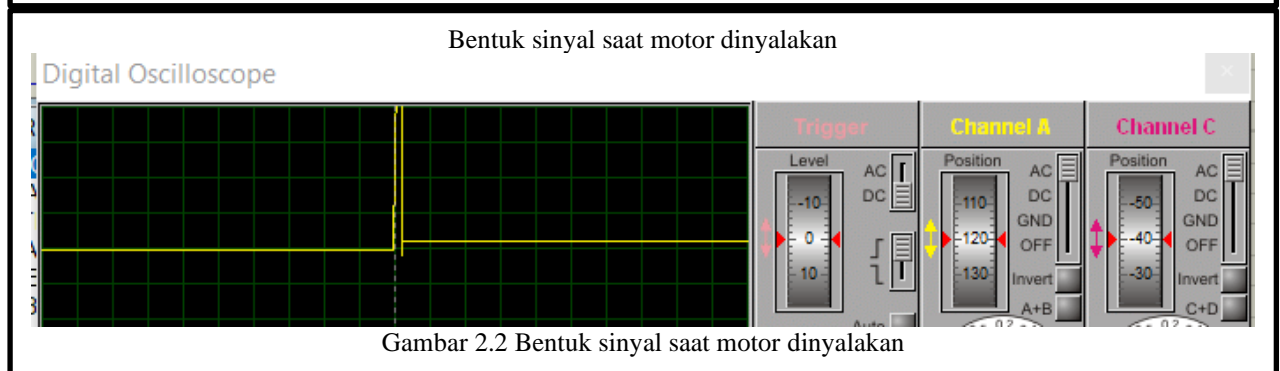 Bentuk sinyal saat motor dinyalakan
Digital Oscilloscope
Trigger
Channel A
Channel C
Level
AC
DC
-10
0
10
Position
AC
DC
GND
OFF
110
120
130
Invert
A+B
Position
AC
DC
GND
OFF
-50
-40
-30
Invert
C+D
Gambar 2.2 Bentuk sinyal saat motor dinyalakan